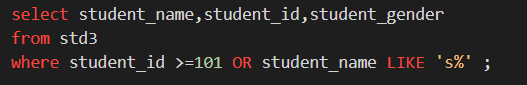 select student_name,student_id,student_gender
from std3
where student_id >=101 OR student_name LIKE 's%' ;